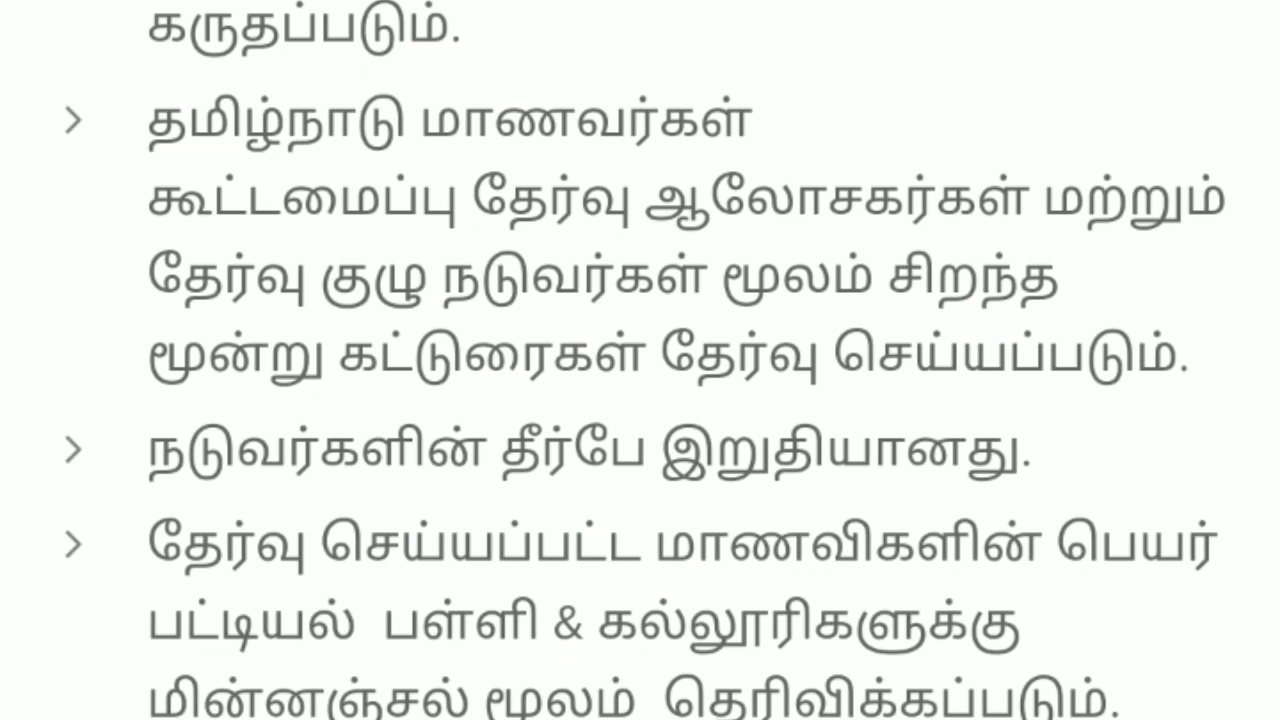 கருதப்படும்.
> தமிழ்நாடு மாணவர்கள்
கூட்டமைப்பு தேர்வு ஆலோசகர்கள் மற்றும்
தேர்வு குழு நடுவர்கள் மூலம் சிறந்த
மூன்று கட்டுரைகள் தேர்வு செய்யப்படும்.
> நடுவர்களின் தீர்பே இறுதியானது.
> தேர்வு செய்யப்பட்ட மாணவிகளின் பெயர்
பட்டியல் பள்ளி & கல்லூரிகளுக்கு
மின்னஞ்சல் மூலம் தெரிவிக்கப்படும்.